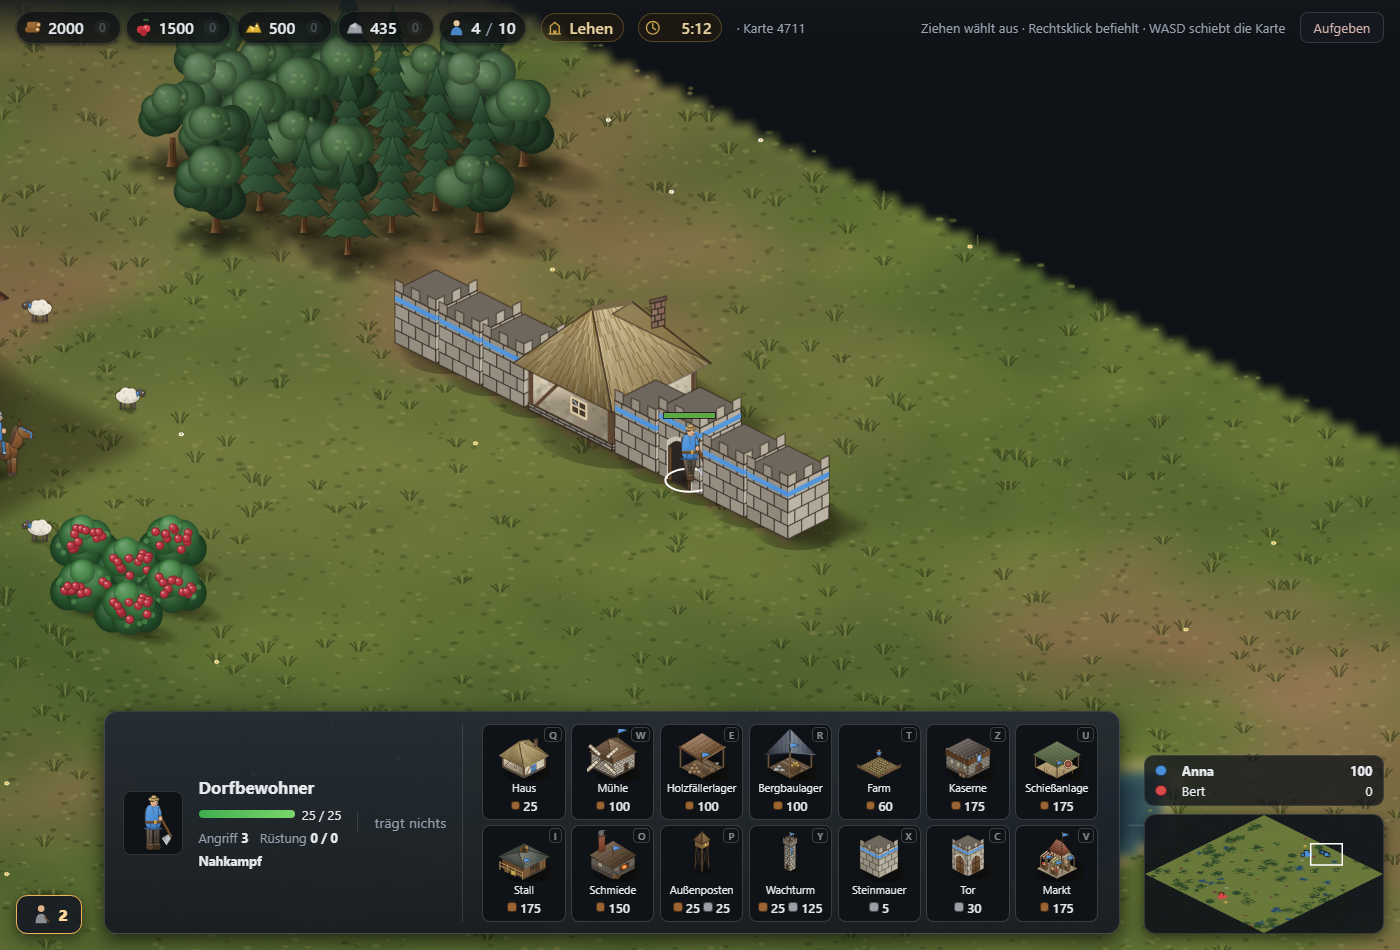 2000 0 1500 0 500 0 435 0 4 / 10 Lehen 5:12 · Karte 4711 Ziehen wählt aus · Rechtsklick befiehlt · WASD schiebt die Karte Aufgeben
Dorfbewohner
25 / 25
Angriff 3 Rüstung 0 / 0
Nahkampf
trägt nichts
Q W E R T Z U
Haus Mühle Holzfällerlager Bergbaulager Farm Kaserne Schießanlage
25 100 100 100 60 175 175
I O P Y X C V
Stall Schmiede Außenposten Wachturm Steinmauer Tor Markt
175 150 25 25 25 125 5 30 175
Anna 100
Bert 0
2